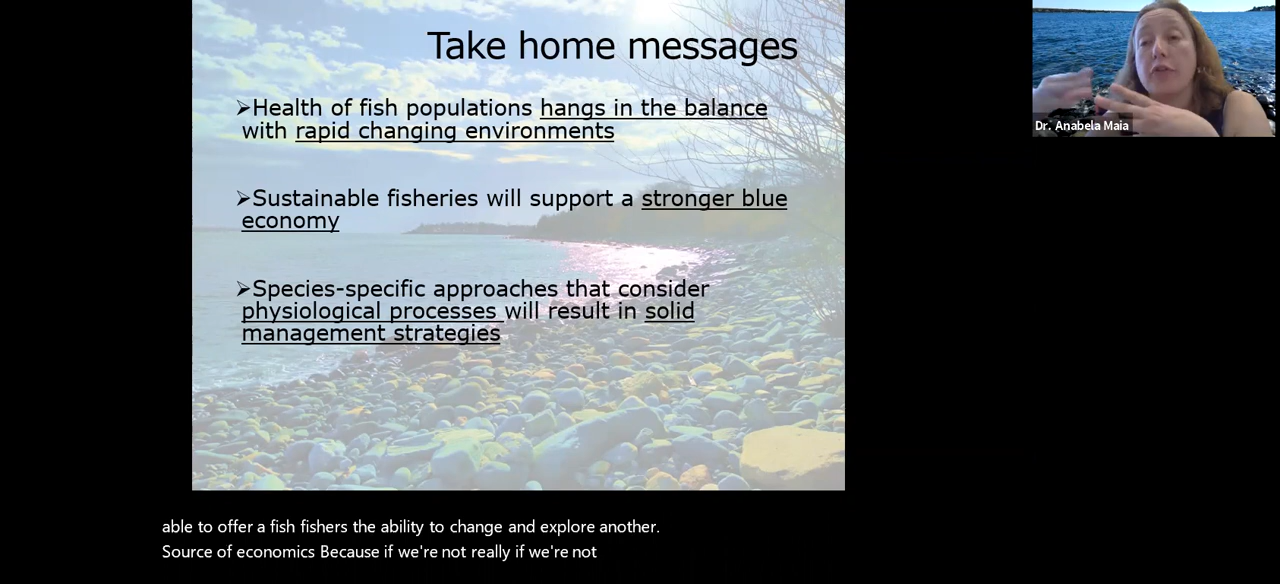 Take home messages
➢Health of fish populations hangs in the balance
with rapid changing environments
➢Sustainable fisheries will support a stronger blue
economy
➢Species-specific approaches that consider
physiological processes will result in solid
management strategies
Dr. Anabela Maia
able to offer a fish fishers the ability to change and explore another.
Source of economics Because if we're not really if we're not